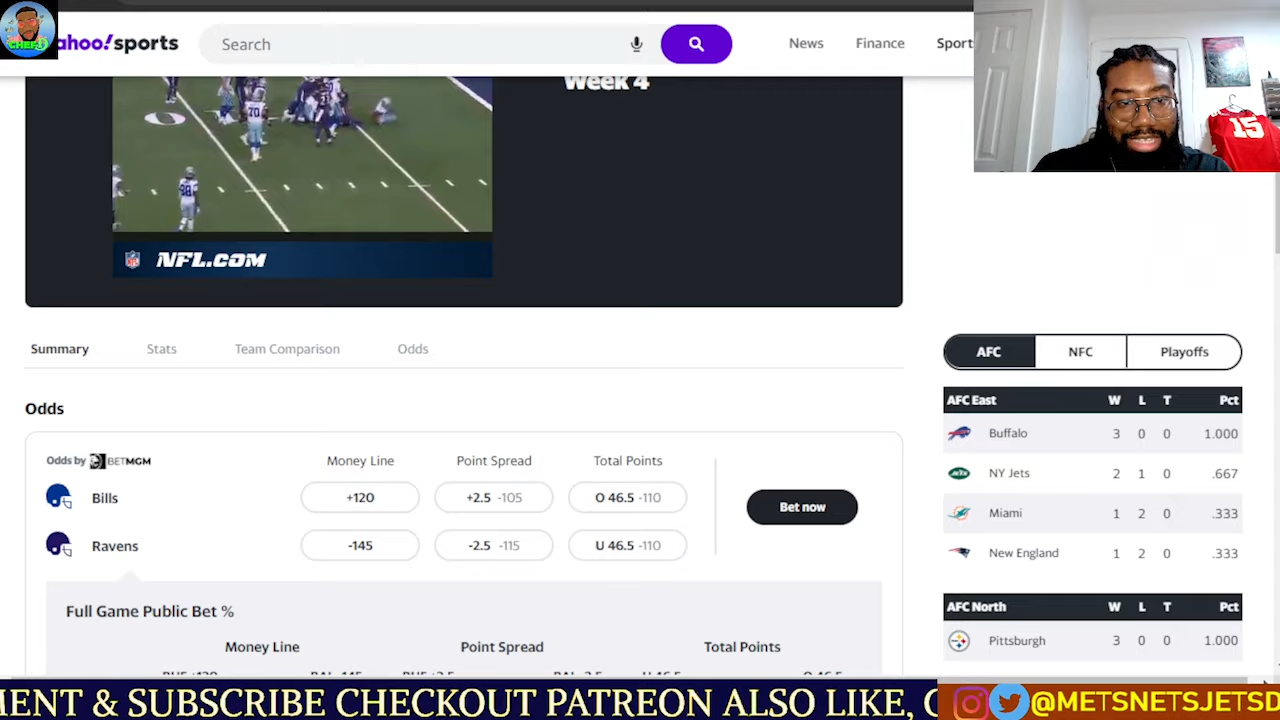 CHEFJ
ahoo!sports
Search
News
Finance
Sport
15
Week 4
70
NFL.COM
Summary
Stats
Team Comparison
Odds
AFC
NFC
Playoffs
Odds
AFC East W L T Pct
Buffalo 3 0 0 1.000
NY Jets 2 1 0 .667
Miami 1 2 0 .333
New England 1 2 0 .333
AFC North W L T Pct
Pittsburgh 3 0 0 1.000
Odds by BETMGM
Money Line
Point Spread
Total Points
Bills +120 +2.5 -105 O 46.5 -110
Ravens -145 -2.5 -115 U 46.5 -110
Bet now
Full Game Public Bet %
Money Line
Point Spread
Total Points
MENT & SUBSCRIBE CHECKOUT PATREON ALSO LIKE, C
@METSNETSJETSD